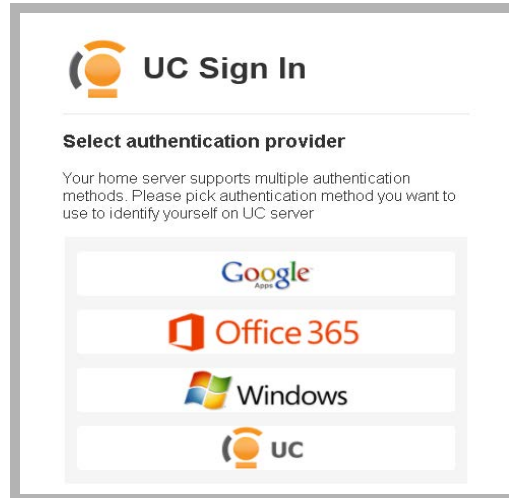 UC Sign In
Select authentication provider
Your home server supports multiple authentication
methods. Please pick authentication method you want to
use to identify yourself on UC server
Google
Apps
Office 365
Windows
UC